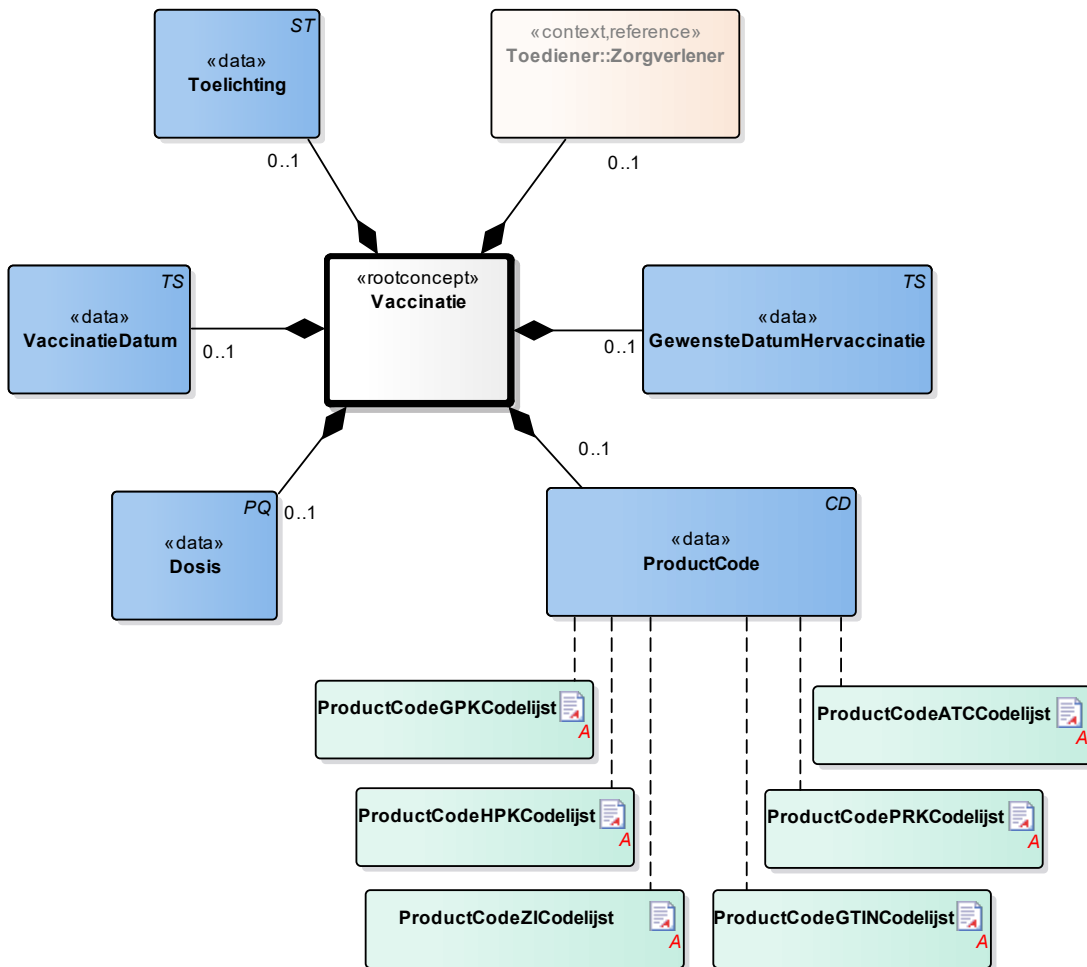 ST
«data»
Toelichting
0..1
«context,reference»
Toediener::Zorgverlener
0..1
TS
«data»
VaccinatieDatum
0..1
«rootconcept»
Vaccinatie
TS
«data»
GewensteDatumHervaccinatie
0..1
PQ
«data»
Dosis
0..1
0..1
CD
«data»
ProductCode
ProductCodeGPKCodelijst
A
ProductCodeATCCodelijst
A
ProductCodeHPKCodelijst
A
ProductCodePRKCodelijst
A
ProductCodeZICodelijst
A
ProductCodeGTINCodelijst
A